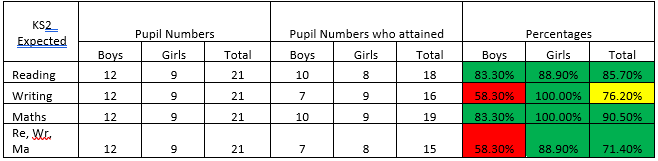 KS2 Expected Pupil Numbers Pupil Numbers who attained Percentages
Boys Girls Total Boys Girls Total Boys Girls Total
Reading 12 9 21 10 8 18 83.30% 88.90% 85.70%
Writing 12 9 21 7 9 16 58.30% 100.00% 76.20%
Maths 12 9 21 10 9 19 83.30% 100.00% 90.50%
Re, Wr,
Ma 12 9 21 7 8 15 58.30% 88.90% 71.40%